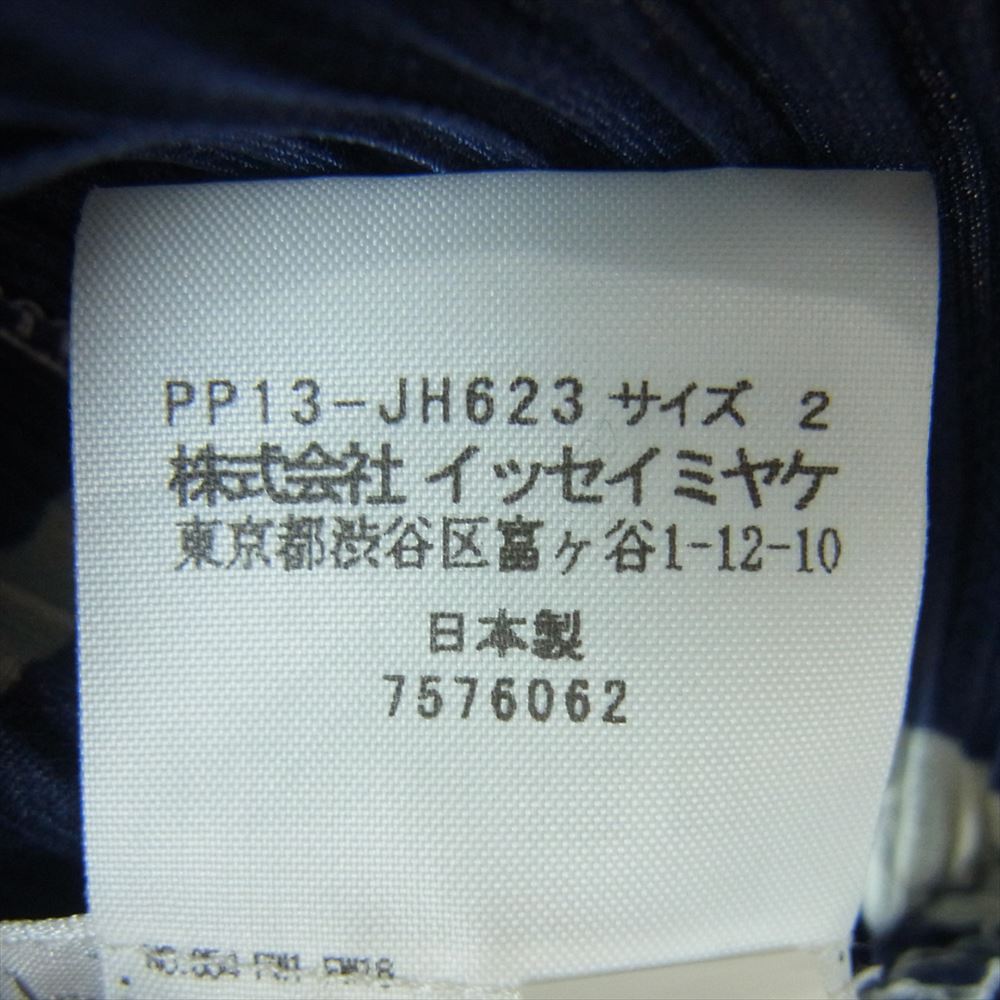 PP13-JH623 サイズ 2
株式会社 イッセイミヤケ
東京都渋谷区富ヶ谷1-12-10
日本製
7576062